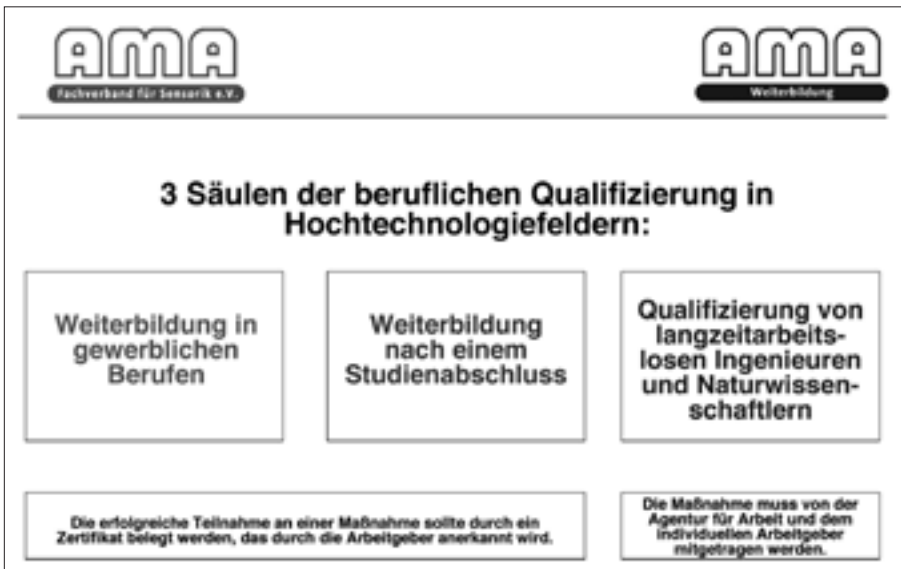 AMA
Fachverband für Sensorik e.V.
AMA
Weiterbildung
3 Säulen der beruflichen Qualifizierung in
Hochtechnologiefeldern:
Weiterbildung in
gewerblichen
Berufen
Weiterbildung
nach einem
Studienabschluss
Qualifizierung von
langzeitarbeits-
losen Ingenieuren
und Naturwissen-
schaftlern
Die erfolgreiche Teilnahme an einer Maßnahme sollte durch ein
Zertifikat belegt werden, das durch die Arbeitgeber anerkannt wird.
Die Maßnahme muss von der
Agentur für Arbeit und dem
individuellen Arbeitgeber
mitgetragen werden.